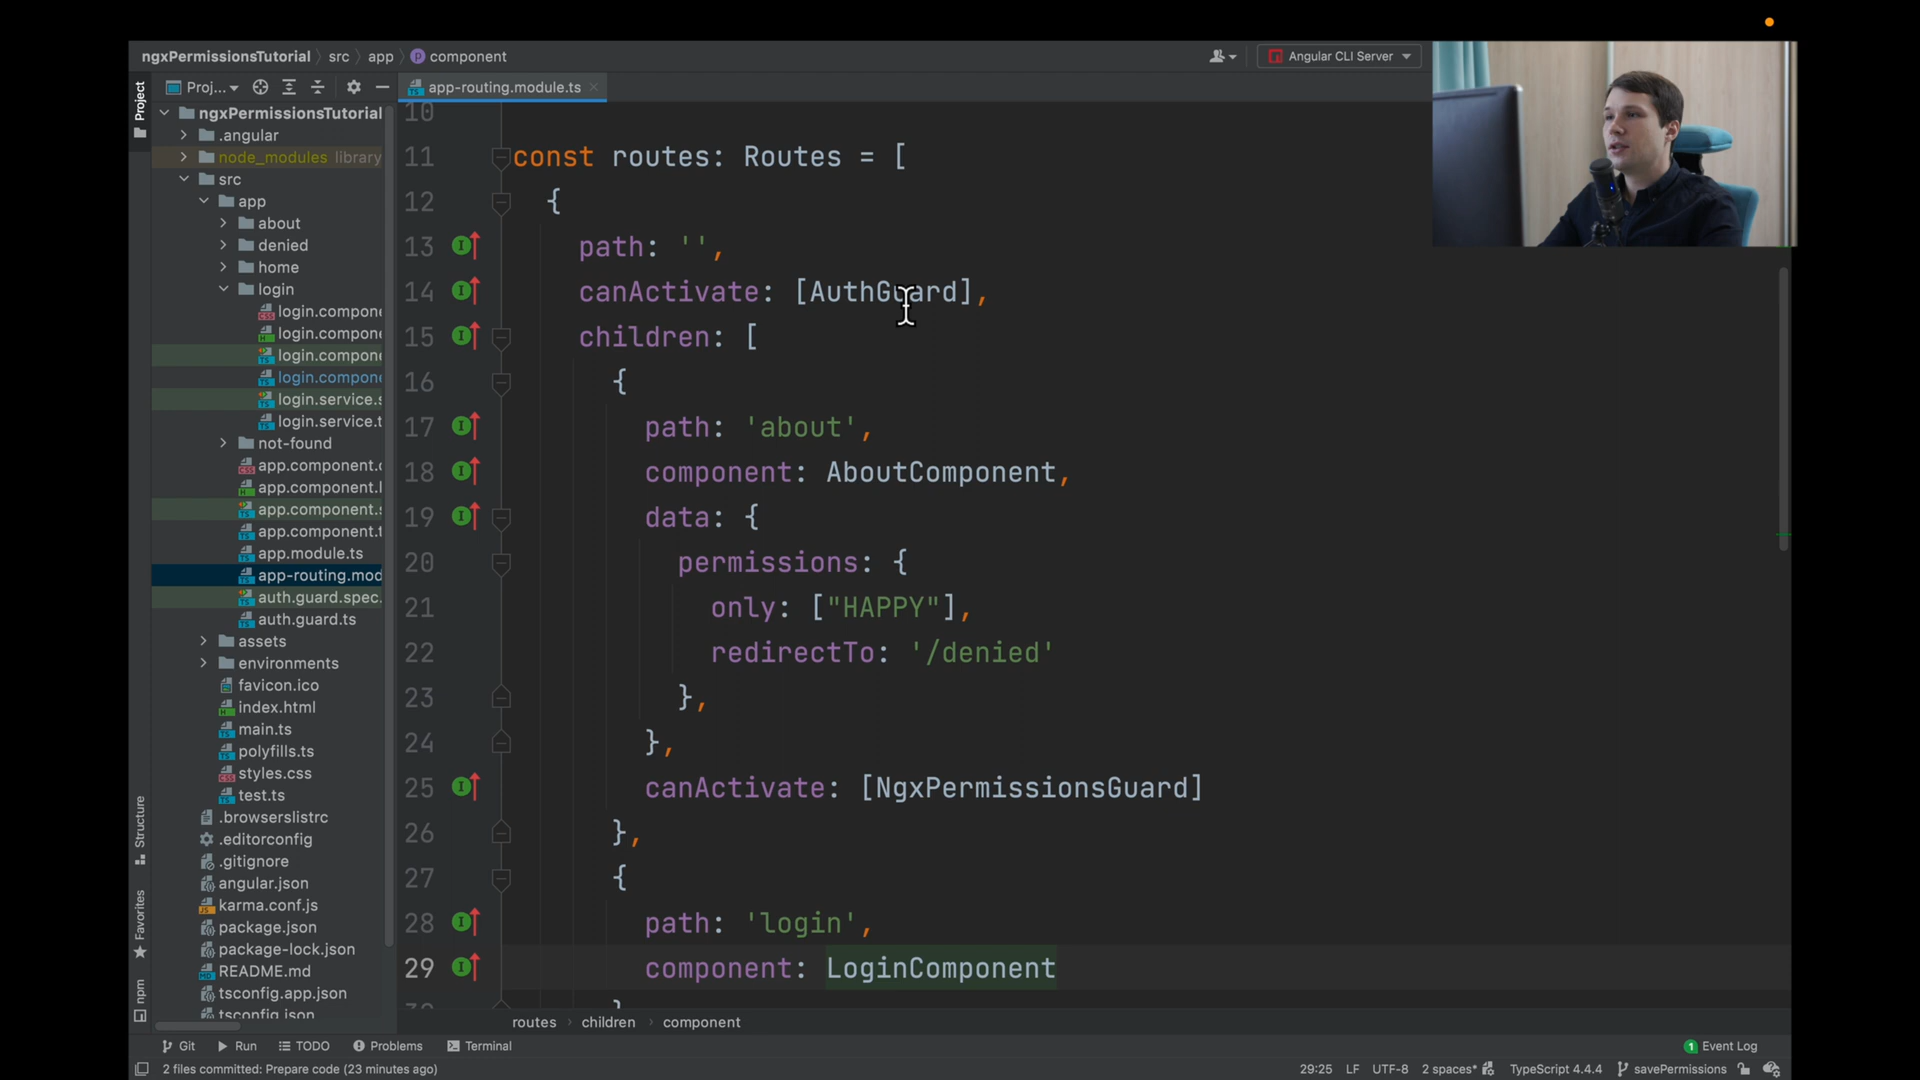 ngxPermissionsTutorial src app component
Angular CLI Server
Project
Proj...
app-routing.module.ts
ngxPermissionsTutorial
.angular
node_modules library
src
app
about
denied
home
login
login.compone
login.compone
login.compone
login.compone
login.service.s
login.service.t
not-found
app.component.c
app.component.l
app.component.s
app.component.t
app.module.ts
app-routing.mod
auth.guard.spec.
auth.guard.ts
assets
environments
favicon.ico
index.html
main.ts
polyfills.ts
styles.css
test.ts
.browserslistrc
.editorconfig
.gitignore
angular.json
karma.conf.js
package.json
package-lock.json
README.md
tsconfig.app.json
tsconfig.json
Structure
Favorites
npm
10
11 const routes: Routes = [
12 {
13 path: '',
14 canActivate: [AuthGuard],
15 children: [
16 {
17 path: 'about',
18 component: AboutComponent,
19 data: {
20 permissions: {
21 only: ["HAPPY"],
22 redirectTo: '/denied'
23 },
24 },
25 canActivate: [NgxPermissionsGuard]
26 },
27 {
28 path: 'login',
29 component: LoginComponent
30 }
routes children component
Git Run TODO Problems Terminal
1 Event Log
2 files committed: Prepare code (23 minutes ago)
29:25 LF UTF-8 2 spaces* TypeScript 4.4.4 savePermissions